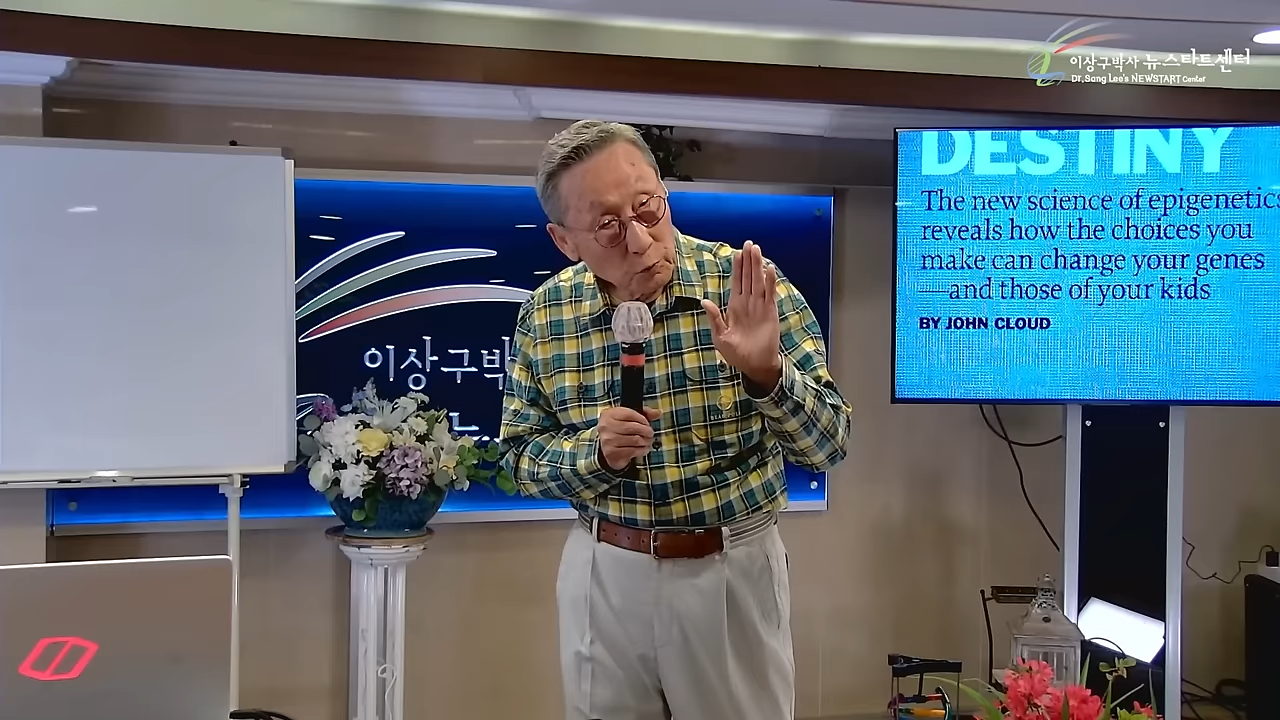 이상구박사 뉴스타트센터
Dr. Sang Lee's NEWSTART Center
DESTINY
The new science of epigenetics
reveals how the choices you
make can change your genes
—and those of your kids
BY JOHN CLOUD
이상구박